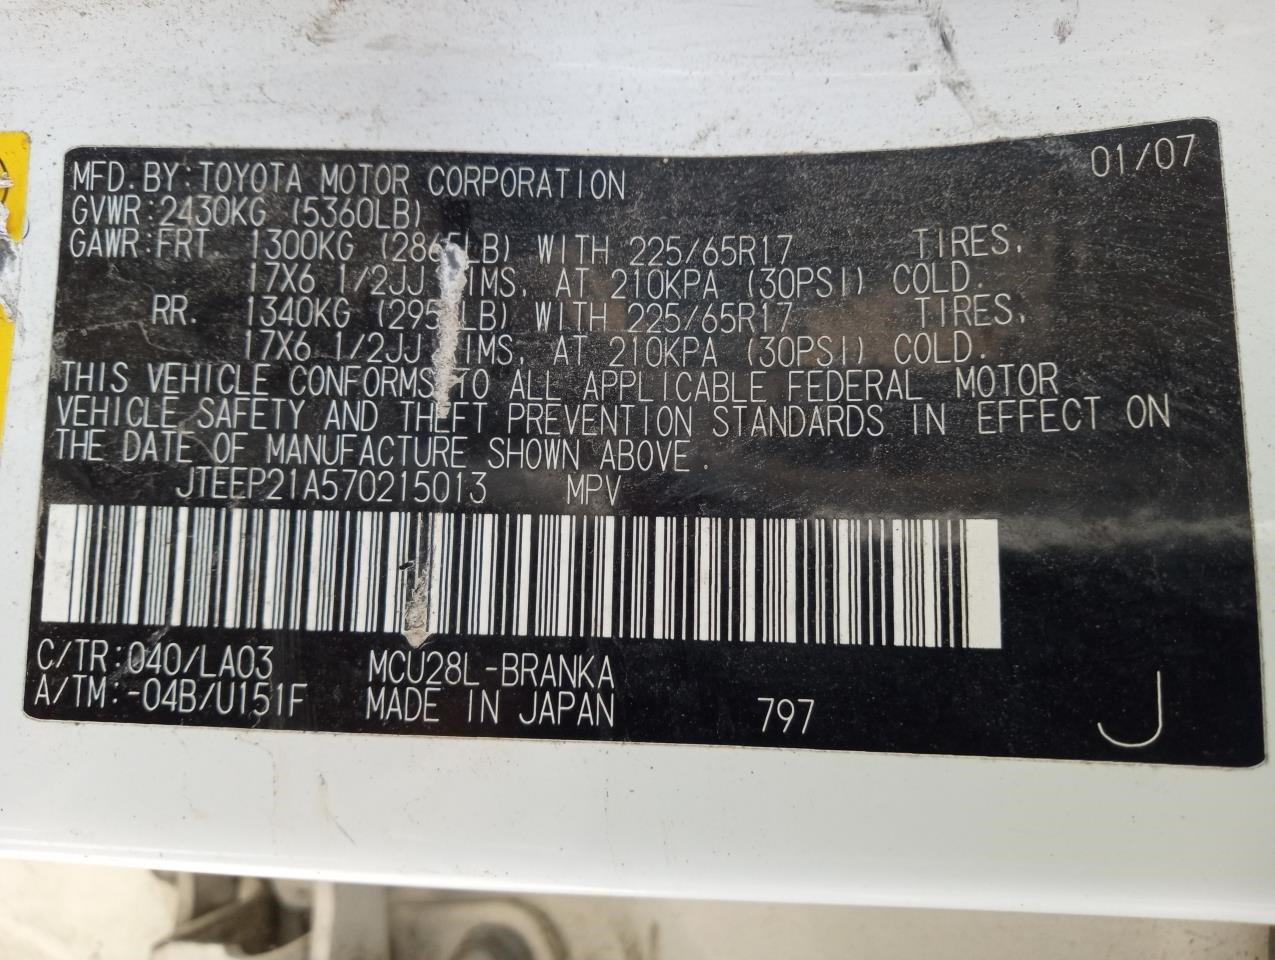 01/07
MFD. BY: TOYOTA MOTOR CORPORATION
GVWR: 2430KG (5360LB)
GAWR: FRT 1300KG (2865LB) WITH 225/65R17 TIRES,
17X6 1/2JJ RIMS, AT 210KPA (30PSI) COLD.
RR. 1340KG WITH 225/65R17 TIRES,
17X6 1/2JJ RIMS, AT 210KPA (30PSI) COLD.
THIS VEHICLE CONFORMS TO ALL APPLICABLE FEDERAL MOTOR
VEHICLE SAFETY AND THEFT PREVENTION STANDARDS IN EFFECT ON
THE DATE OF MANUFACTURE SHOWN ABOVE.
JTEEP21A570215013 MPV
C/TR: 040/LA03 MCU28L-BRANKA
A/TM: -04B/U151F MADE IN JAPAN 797 J